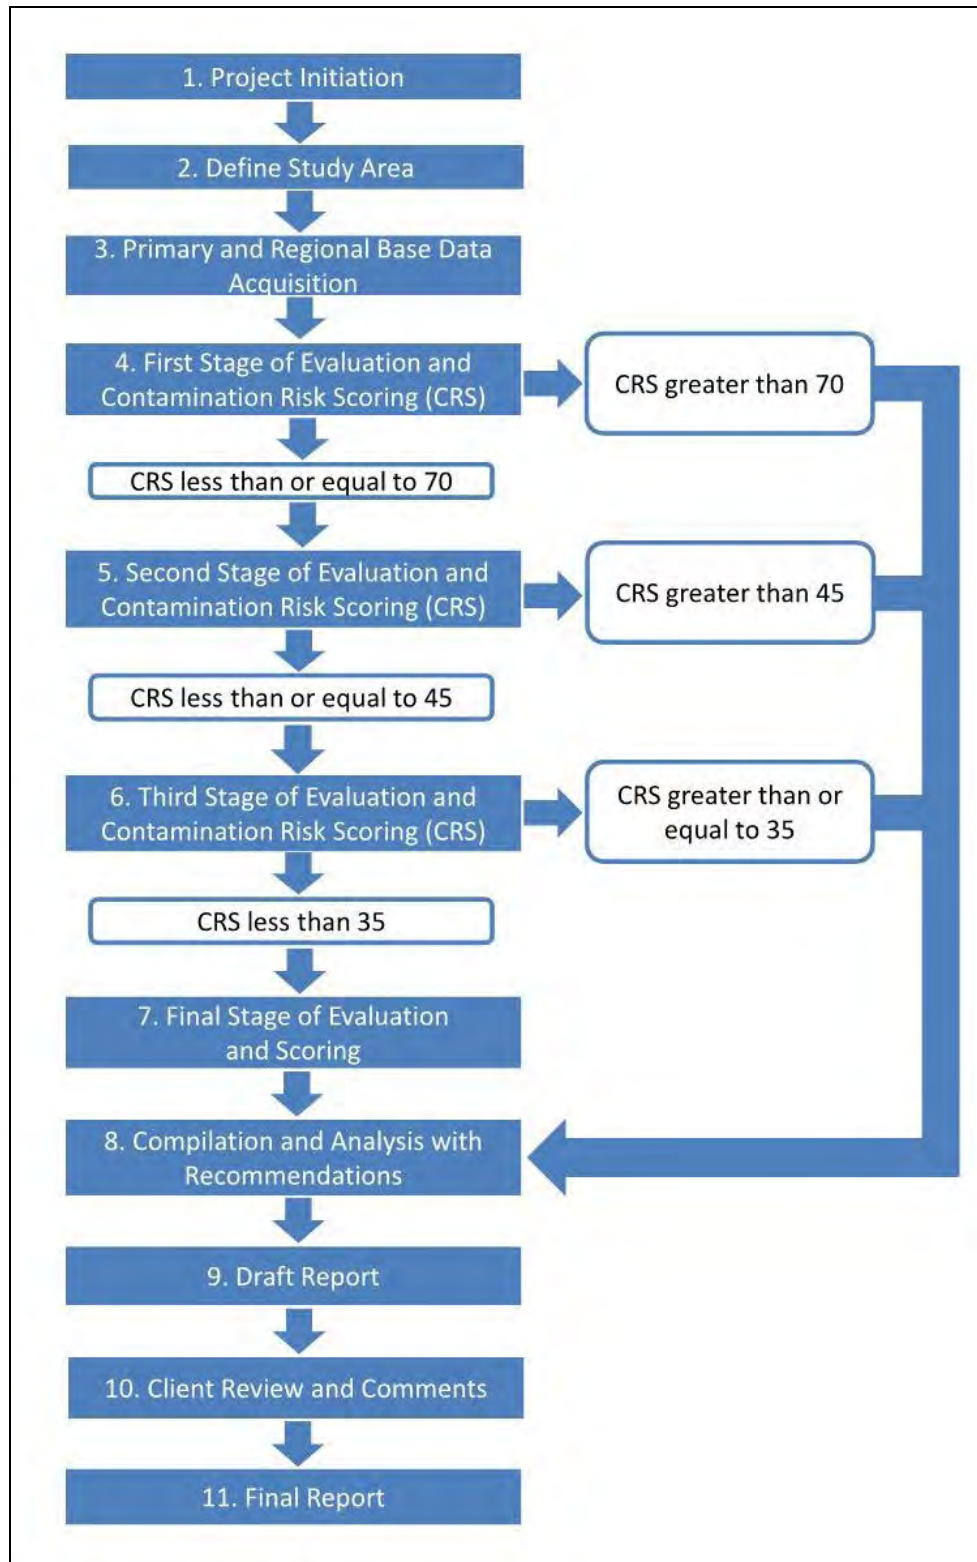 1. Project Initiation
2. Define Study Area
3. Primary and Regional Base Data
Acquisition
4. First Stage of Evaluation and
Contamination Risk Scoring (CRS)
CRS greater than 70
CRS less than or equal to 70
5. Second Stage of Evaluation and
Contamination Risk Scoring (CRS)
CRS greater than 45
CRS less than or equal to 45
6. Third Stage of Evaluation and
Contamination Risk Scoring (CRS)
CRS greater than or
equal to 35
CRS less than 35
7. Final Stage of Evaluation
and Scoring
8. Compilation and Analysis with
Recommendations
9. Draft Report
10. Client Review and Comments
11. Final Report